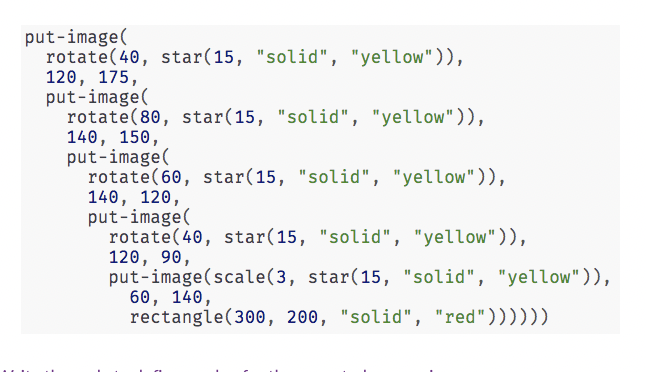 put-image(
rotate(40, star(15, "solid", "yellow")),
120, 175,
put-image(
rotate(80, star(15, "solid", "yellow")),
140, 150,
put-image(
rotate(60, star(15, "solid", "yellow")),
140, 120,
put-image(
rotate(40, star(15, "solid", "yellow")),
120, 90,
put-image(scale(3, star(15, "solid", "yellow")),
60, 140,
rectangle(300, 200, "solid", "red"))))))